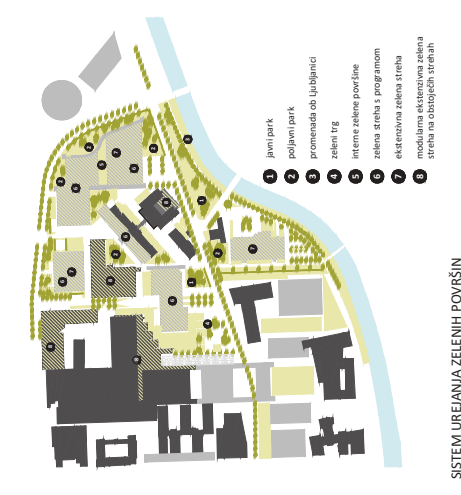 1 javni park
2 poljavni park
3 promenada ob Ljubljanici
4 zeleni trg
5 interne zelene površine
6 zelena streha s programom
7 ekstenzivna zelena streha
8 modularna ekstenzivna zelena
streha na obstoječih strehah
SISTEM UREJANJA ZELENIH POVRŠIN